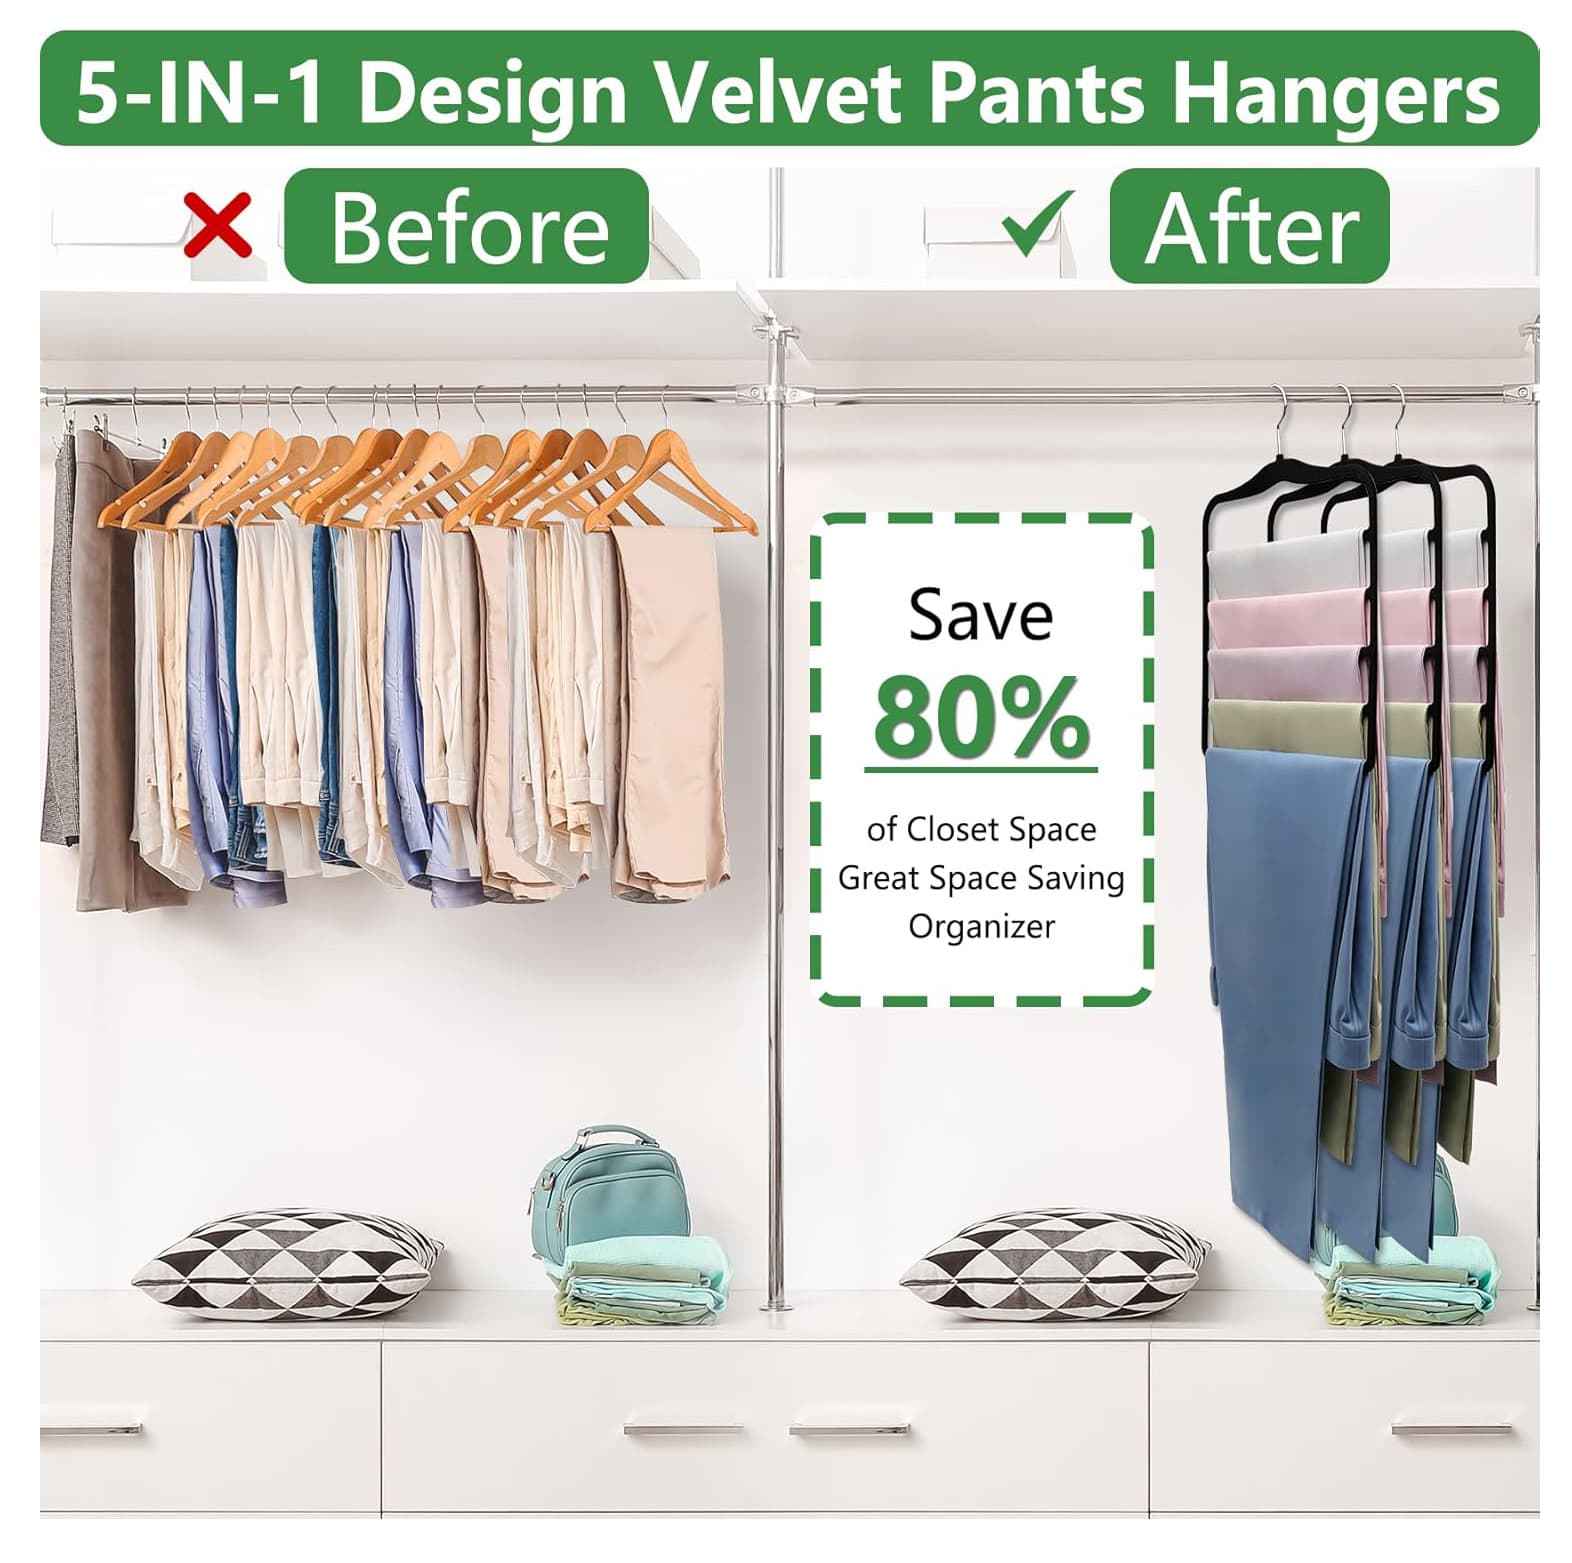 5-IN-1 Design Velvet Pants Hangers
Before
After
Save
80%
of Closet Space
Great Space Saving
Organizer